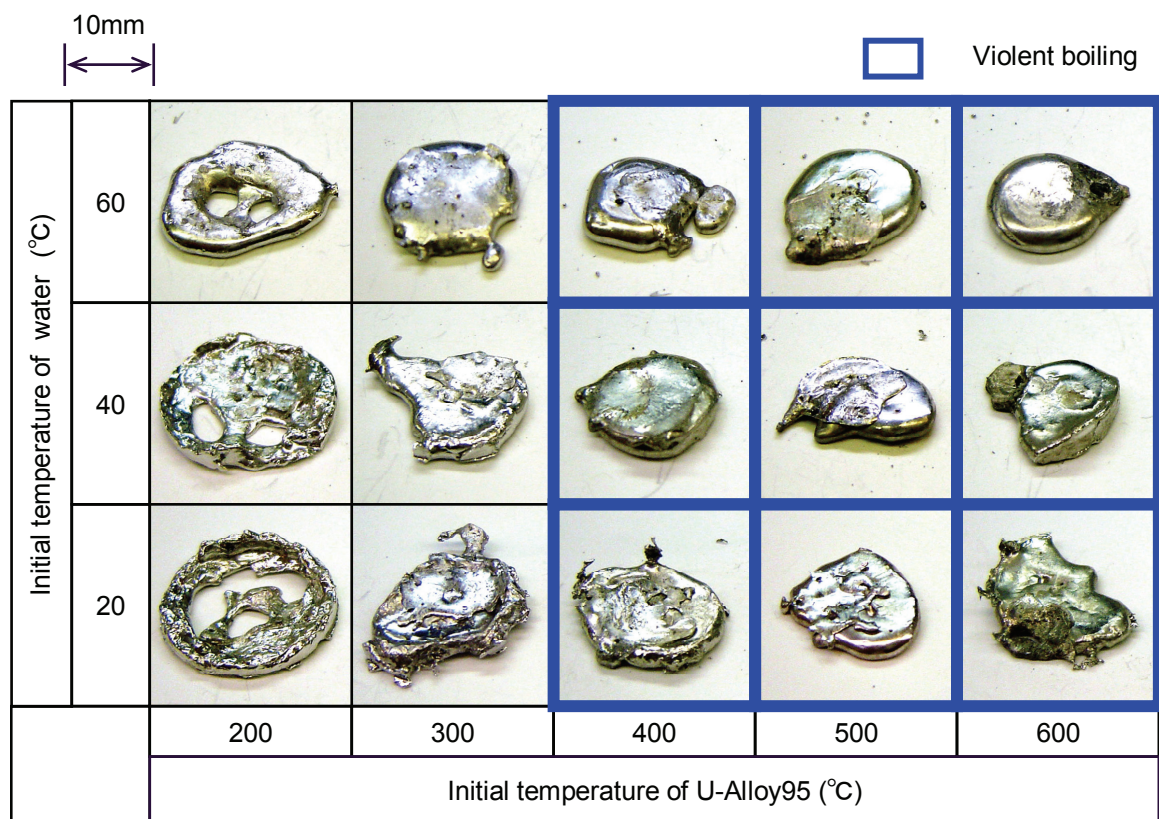 10mm
Violent boiling
Initial temperature of water (℃)
60
40
20
200
300
400
500
600
Initial temperature of U-Alloy95 (℃)